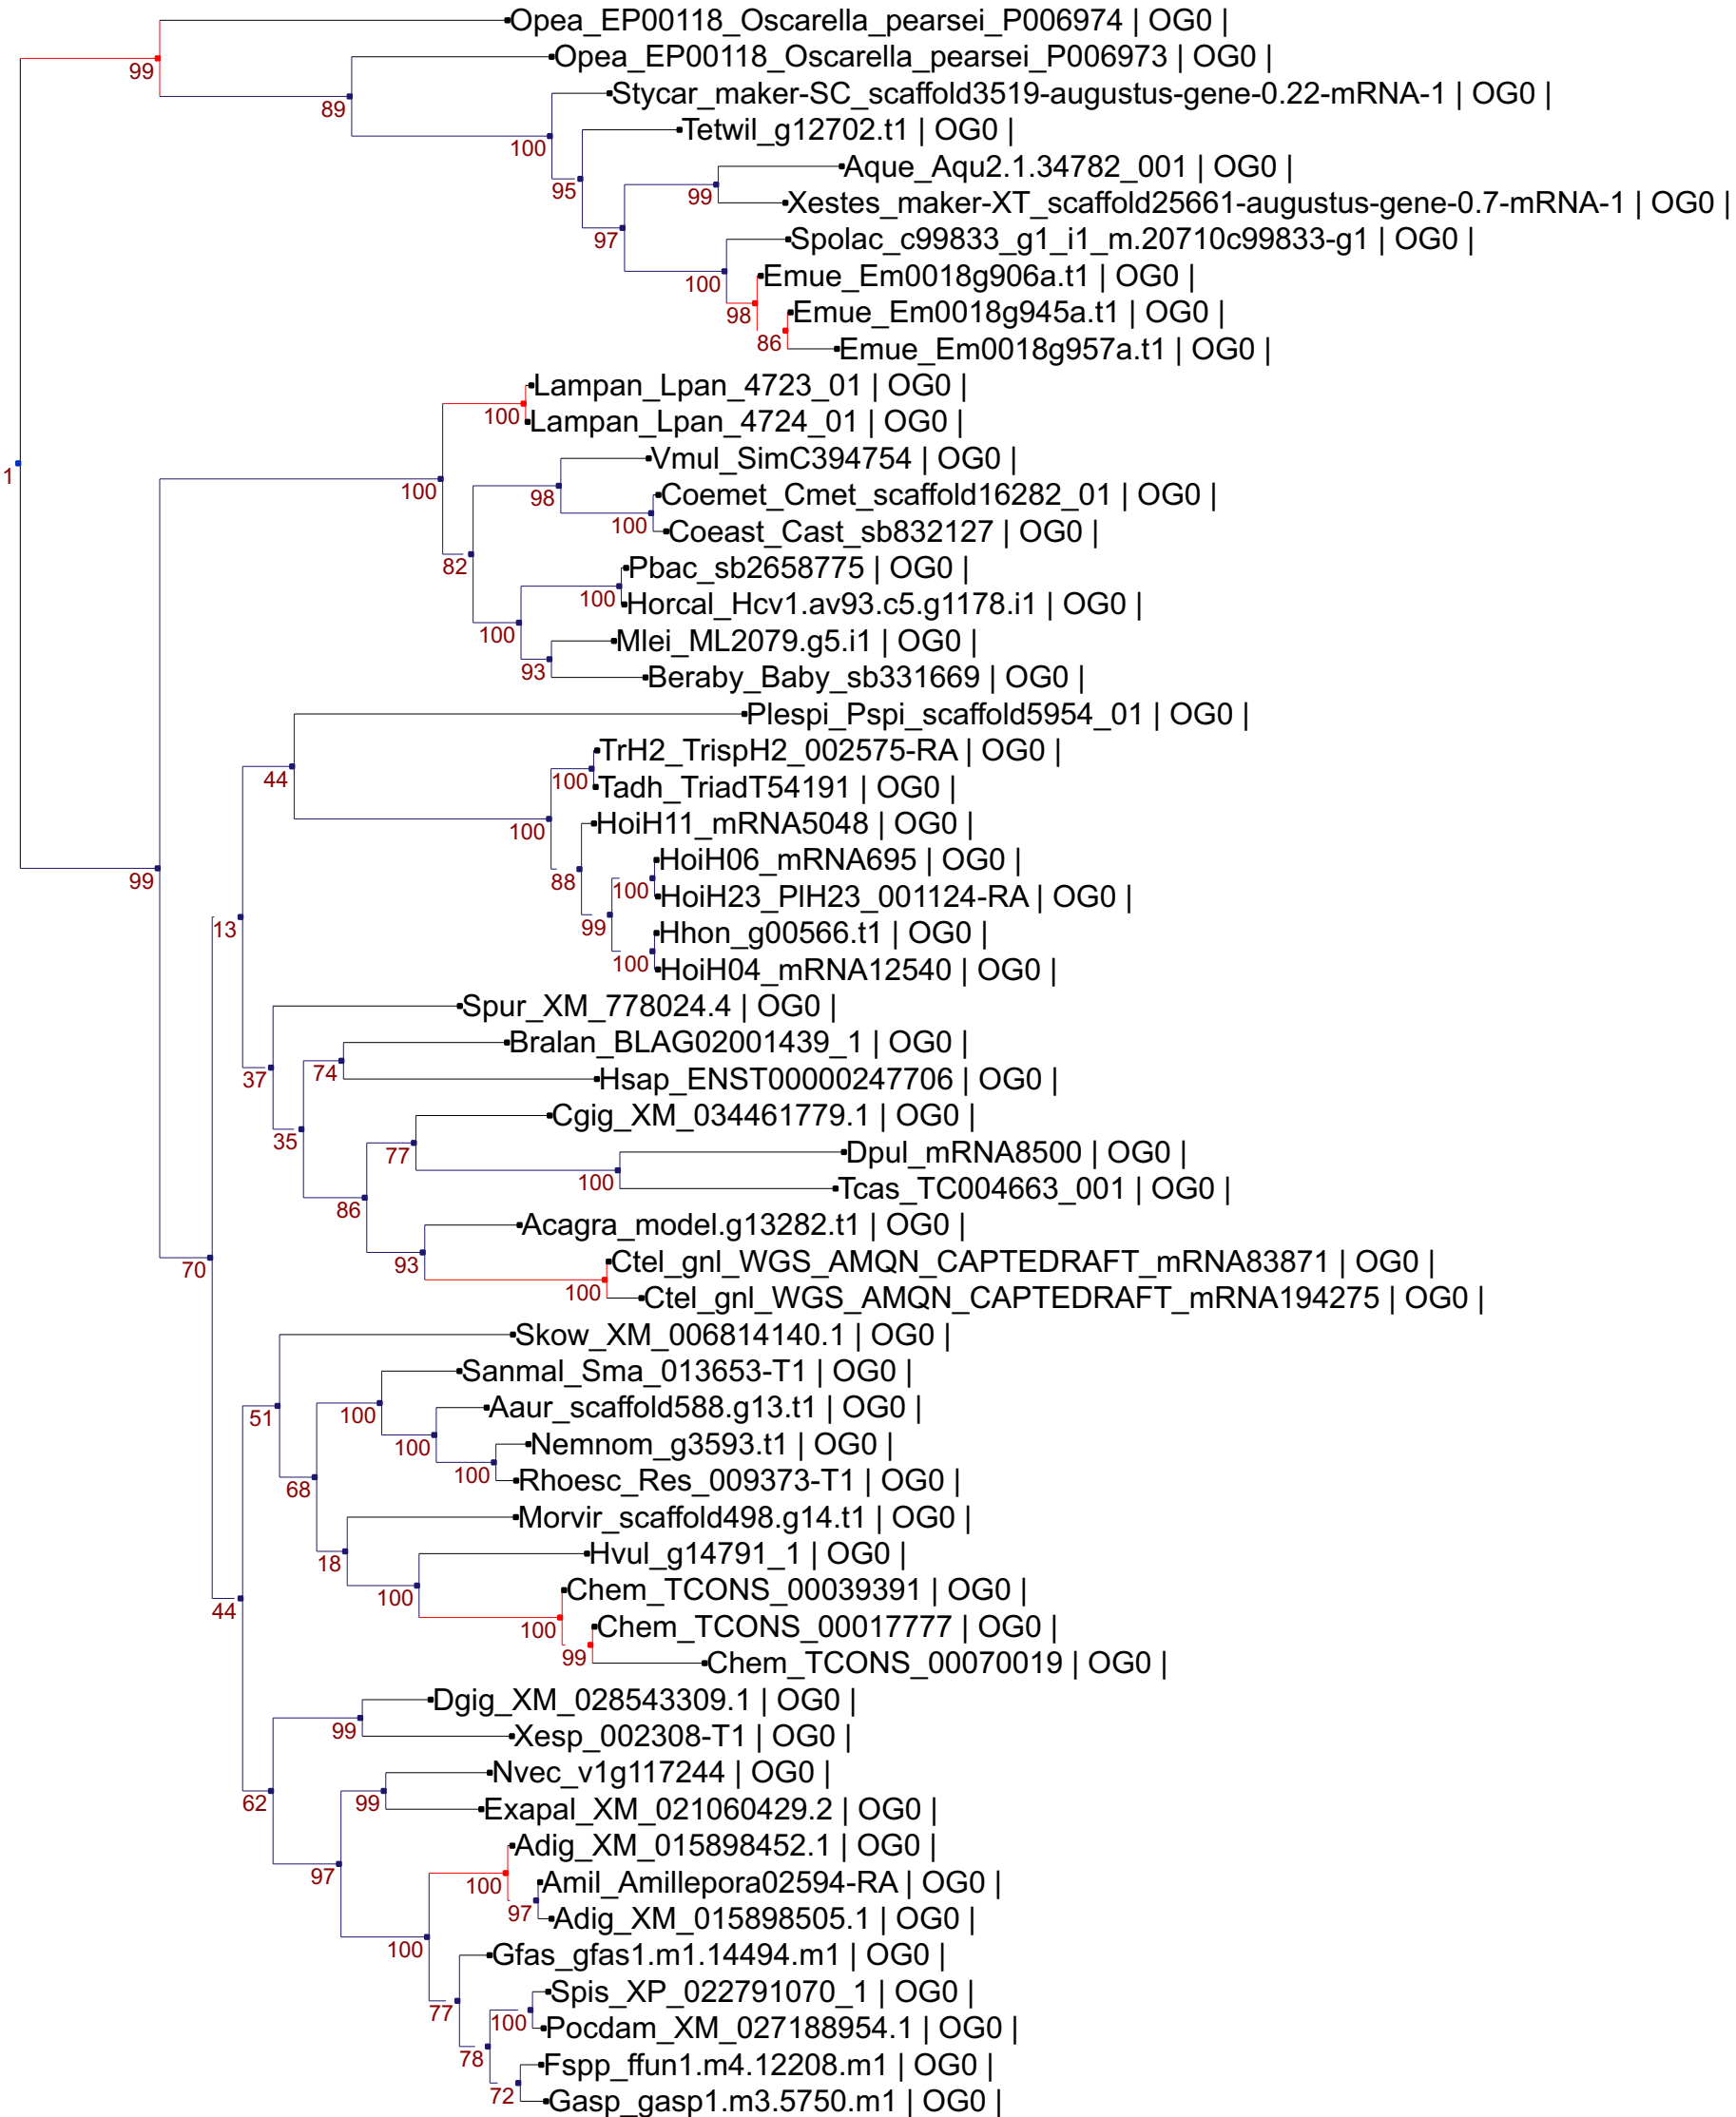 Opea_EP00118_Oscarella_pearsei_P006974 | OG0 |
Opea_EP00118_Oscarella_pearsei_P006973 | OG0 |
99
Stycar_maker-SC_scaffold3519-augustus-gene-0.22-mRNA-1 | OG0 |
89
Tetwil_g12702.t1 | OG0 |
100
Aque_Aqu2.1.34782_001 | OG0 |
95
99
Xestes_maker-XT_scaffold25661-augustus-gene-0.7-mRNA-1 | OG0 |
97
Spolac_c99833_g1_i1_m.20710c99833-g1 | OG0 |
100
Emue_Em0018g906a.t1 | OG0 |
98
Emue_Em0018g945a.t1 | OG0 |
86
Emue_Em0018g957a.t1 | OG0 |
Lampan_Lpan_4723_01 | OG0 |
100
Lampan_Lpan_4724_01 | OG0 |
Vmul_SimC394754 | OG0 |
1
100
98
Coemet_Cmet_scaffold16282_01 | OG0 |
100
Coeast_Cast_sb832127 | OG0 |
82
Pbac_sb2658775 | OG0 |
100
Horcal_Hcv1.av93.c5.g1178.i1 | OG0 |
100
Mlei_ML2079.g5.i1 | OG0 |
93
Beraby_Baby_sb331669 | OG0 |
Plespi_Pspi_scaffold5954_01 | OG0 |
TrH2_TrispH2_002575-RA | OG0 |
44
100
Tadh_TriadT54191 | OG0 |
100
HoiH11_mRNA5048 | OG0 |
HoiH06_mRNA695 | OG0 |
99
88
100
HoiH23_PlH23_001124-RA | OG0 |
13
99
Hhon_g00566.t1 | OG0 |
100
HoiH04_mRNA12540 | OG0 |
Spur_XM_778024.4 | OG0 |
Bralan_BLAG02001439_1 | OG0 |
37
74
Hsap_ENST00000247706 | OG0 |
Cgig_XM_034461779.1 | OG0 |
35
77
Dpul_mRNA8500 | OG0 |
100
Tcas_TC004663_001 | OG0 |
86
Acagra_model.g13282.t1 | OG0 |
70
93
Ctel_gnl_WGS_AMQN_CAPTEDRAFT_mRNA83871 | OG0 |
100
Ctel_gnl_WGS_AMQN_CAPTEDRAFT_mRNA194275 | OG0 |
Skow_XM_006814140.1 | OG0 |
Sanmal_Sma_013653-T1 | OG0 |
51
100
Aaur_scaffold588.g13.t1 | OG0 |
100
Nemnom_g3593.t1 | OG0 |
100
Rhoesc_Res_009373-T1 | OG0 |
68
Morvir_scaffold498.g14.t1 | OG0 |
18
Hvul_g14791_1 | OG0 |
100
Chem_TCONS_00039391 | OG0 |
44
100
Chem_TCONS_00017777 | OG0 |
99
Chem_TCONS_00070019 | OG0 |
Dgig_XM_028543309.1 | OG0 |
99
Xesp_002308-T1 | OG0 |
Nvec_v1g117244 | OG0 |
62
99
Exapal_XM_021060429.2 | OG0 |
Adig_XM_015898452.1 | OG0 |
97
100
Amil_Amillepora02594-RA | OG0 |
97
Adig_XM_015898505.1 | OG0 |
100
Gfas_gfas1.m1.14494.m1 | OG0 |
Spis_XP_022791070_1 | OG0 |
77
100
Pocdam_XM_027188954.1 | OG0 |
78
Fspp_ffun1.m4.12208.m1 | OG0 |
72
Gasp_gasp1.m3.5750.m1 | OG0 |